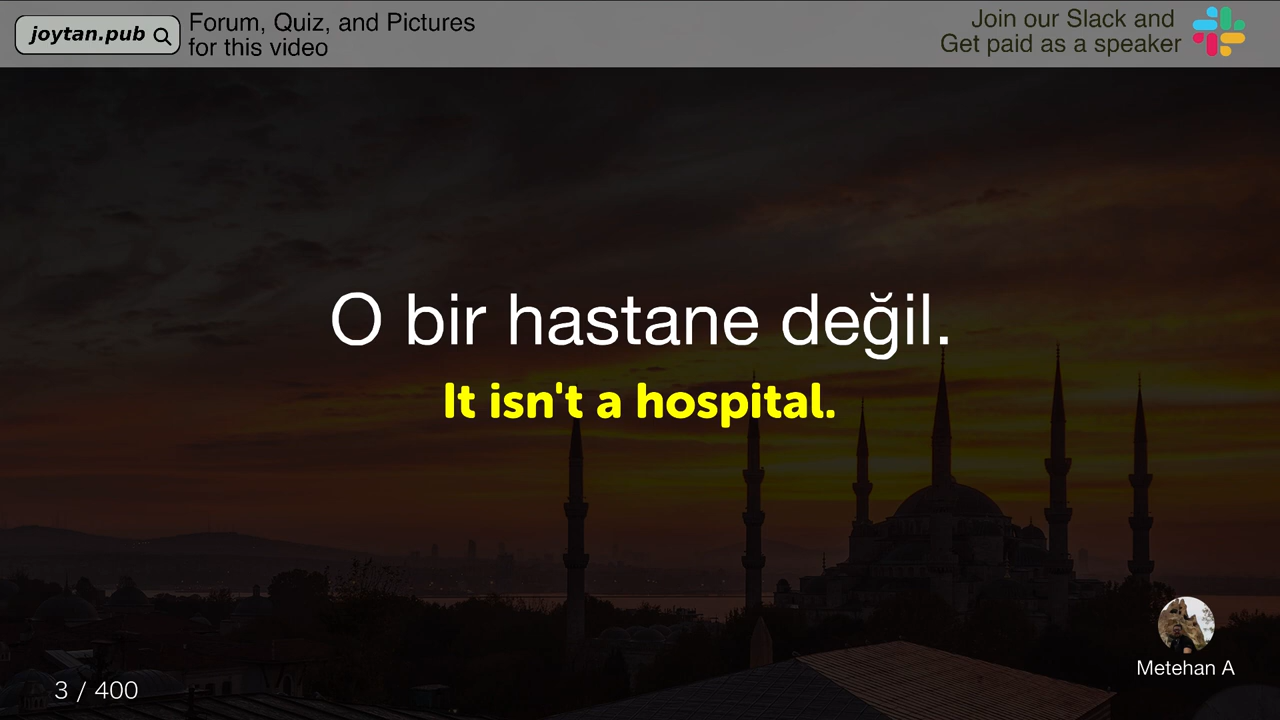 joytan.pub
Forum, Quiz, and Pictures
for this video
Join our Slack and
Get paid as a speaker
O bir hastane değil.
It isn't a hospital.
Metehan A
3 / 400